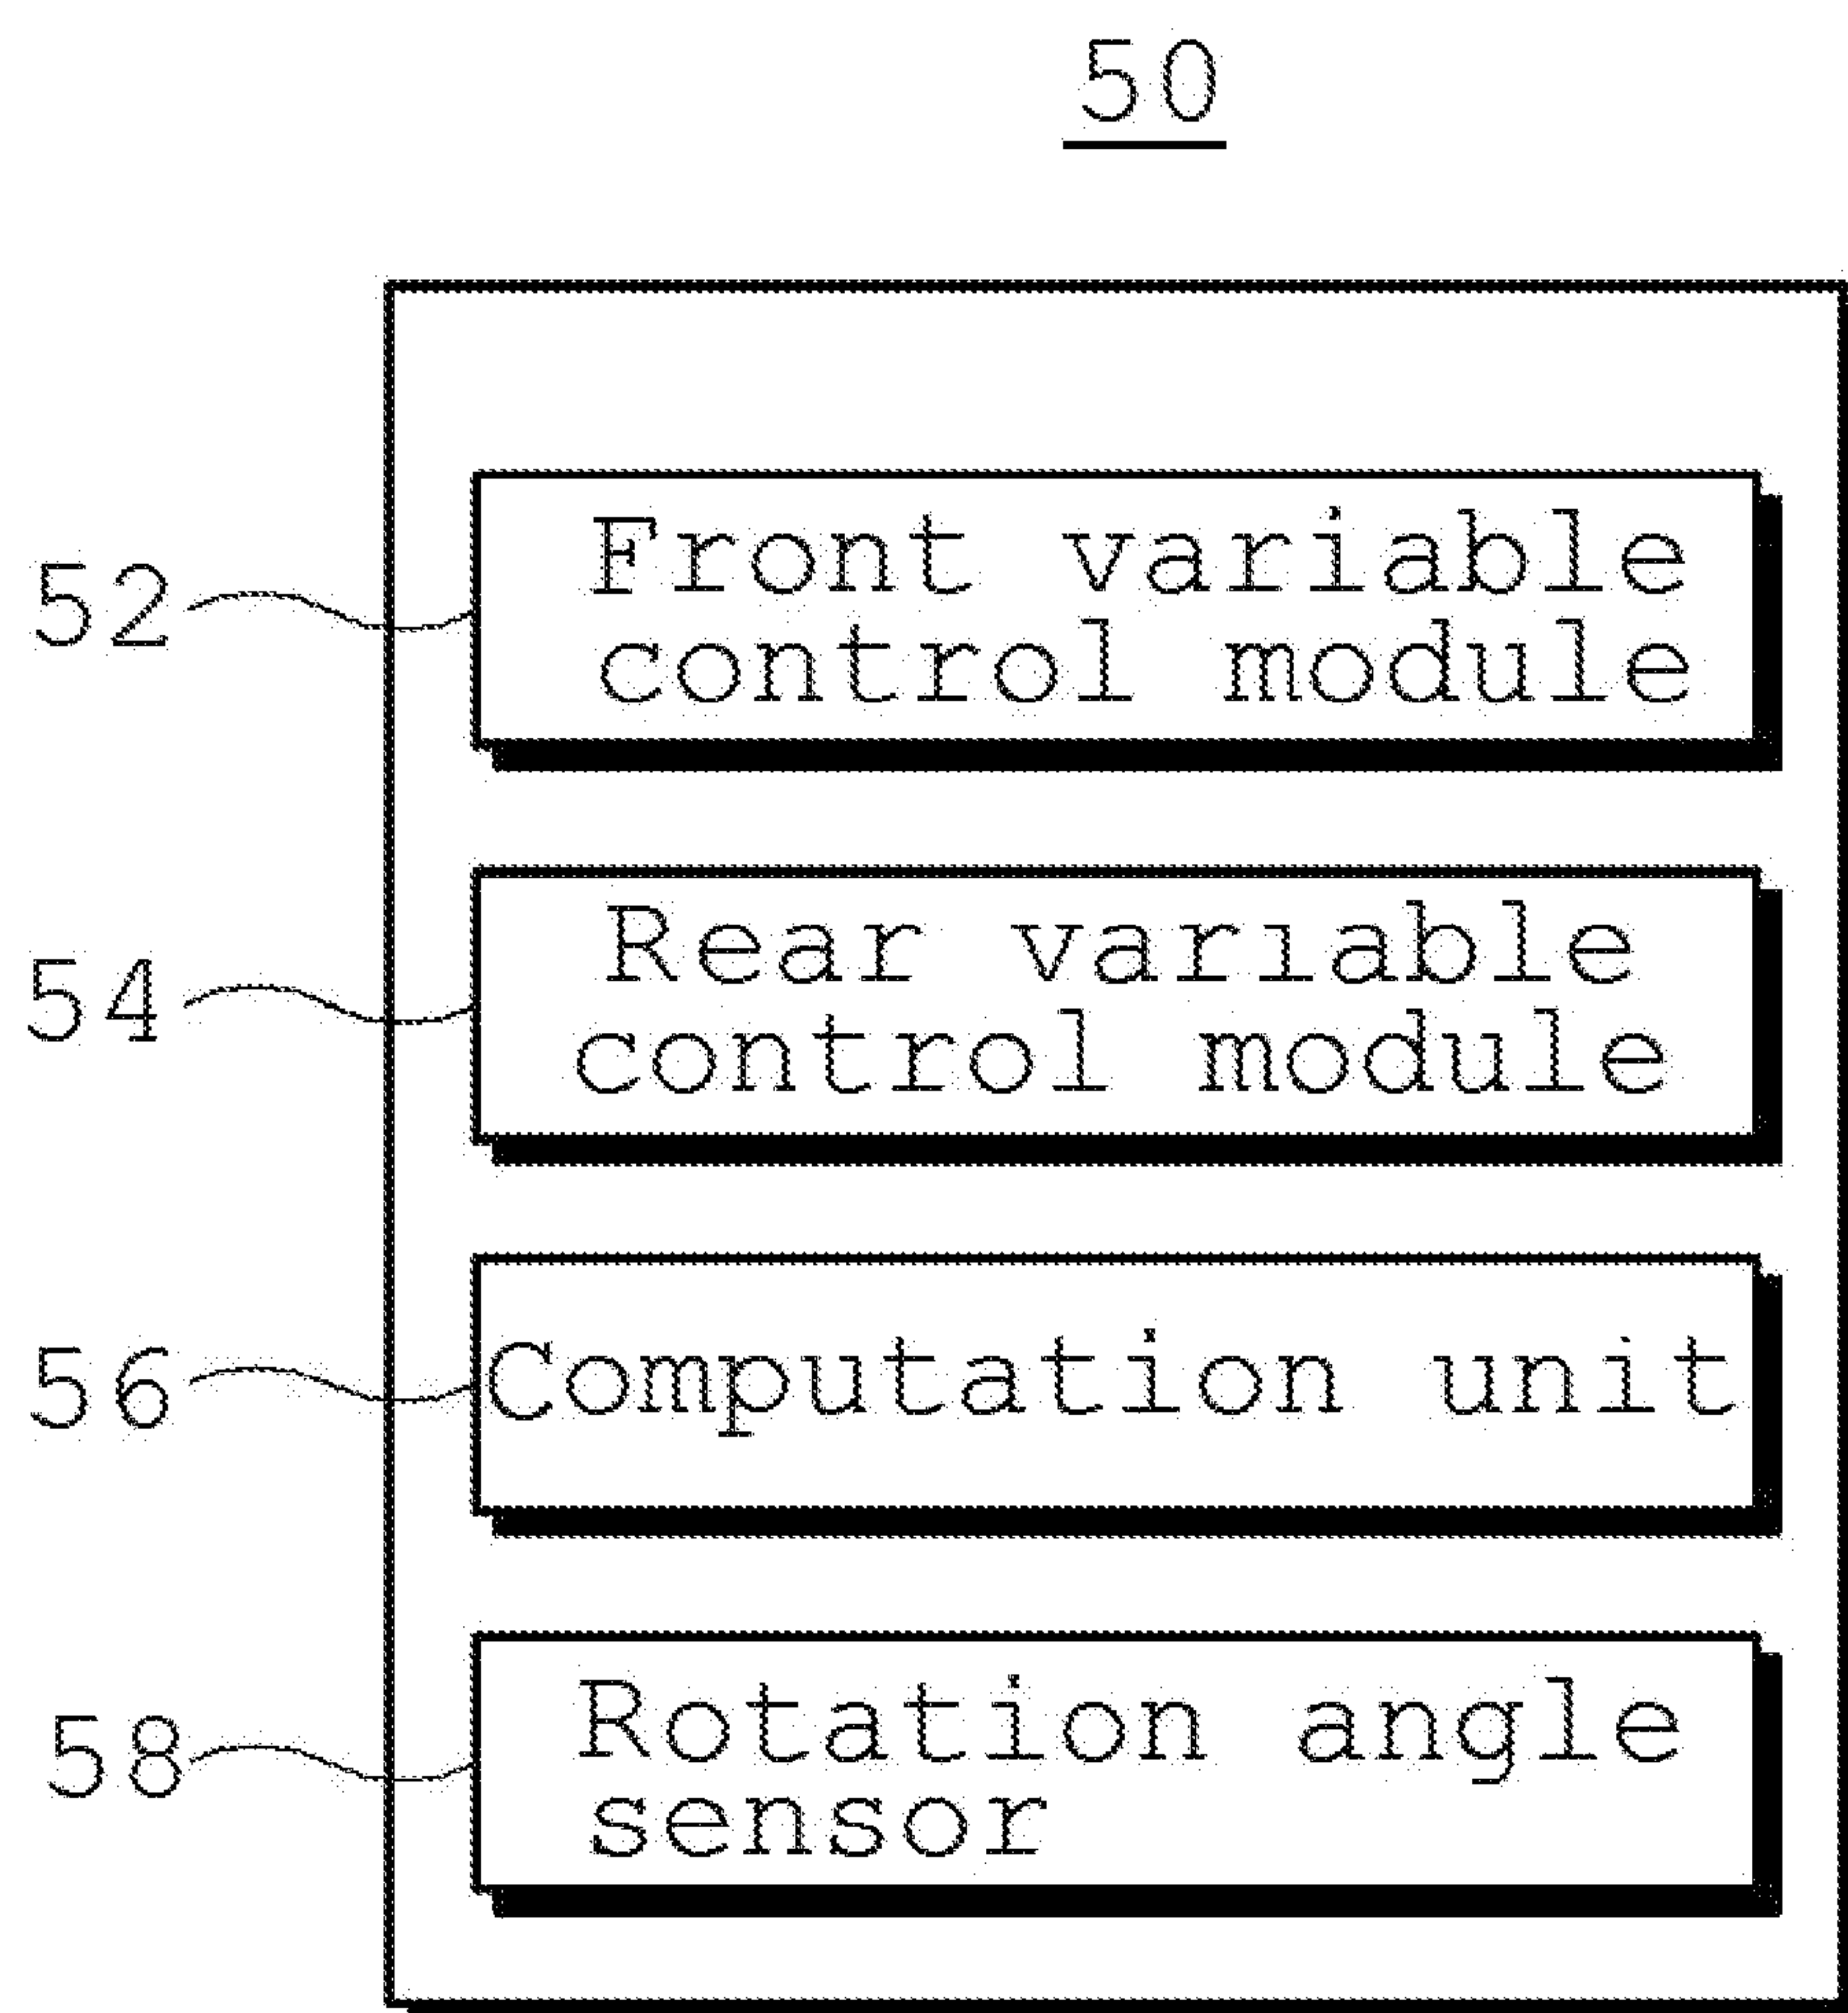 50
52
Front variable
control module
54
Rear variable
control module
56
Computation unit
58
Rotation angle
sensor